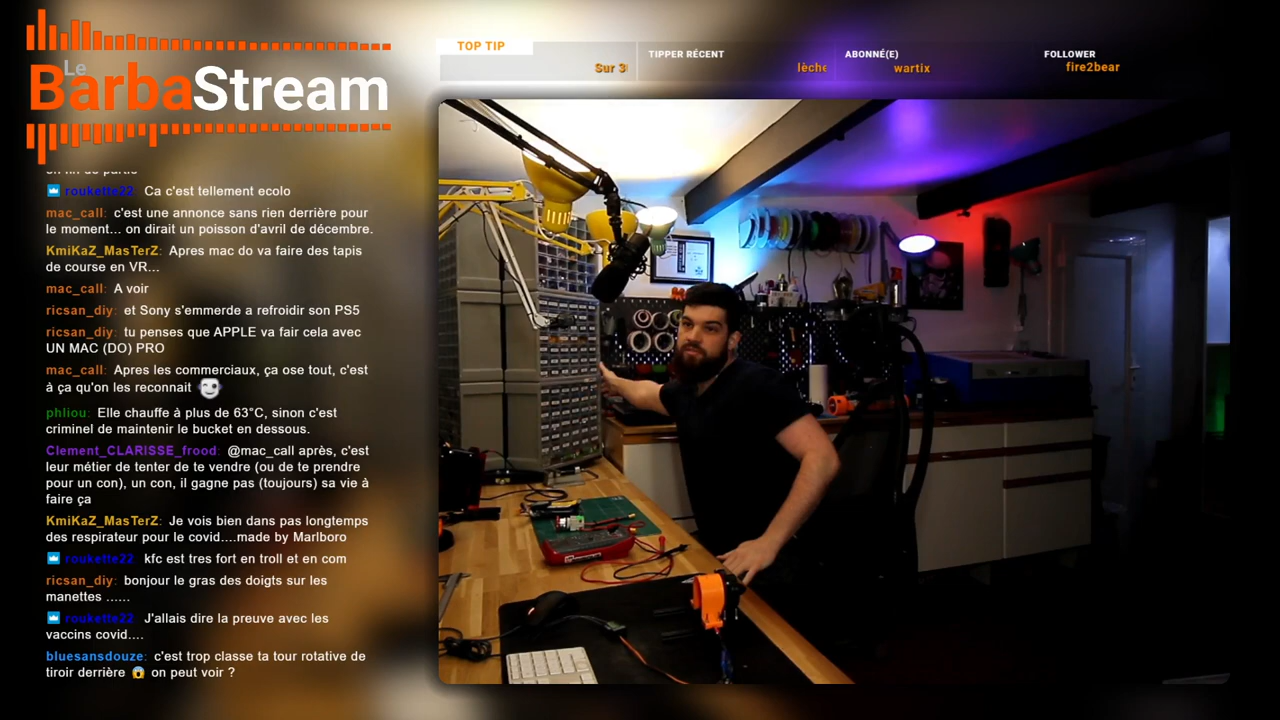 Le
BarbaStream
TOP TIP
Sur 3
TIPPER RÉCENT
lèche
ABONNÉ(E)
wartix
FOLLOWER
fire2bear
en fin de partie
roukette22: Ca c'est tellement ecolo
mac_call: c'est une annonce sans rien derrière pour
le moment... on dirait un poisson d'avril de décembre.
KmiKaZ_MasTerZ: Apres mac do va faire des tapis
de course en VR...
mac_call: A voir
ricsan_diy: et Sony s'emmerde a refroidir son PS5
ricsan_diy: tu penses que APPLE va fair cela avec
UN MAC (DO) PRO
mac_call: Apres les commerciaux, ça ose tout, c'est
à ça qu'on les reconnait
phliou: Elle chauffe à plus de 63°C, sinon c'est
criminel de maintenir le bucket en dessous.
Clement_CLARISSE_frood: @mac_call après, c'est
leur métier de tenter de te vendre (ou de te prendre
pour un con), un con, il gagne pas (toujours) sa vie à
faire ça
KmiKaZ_MasTerZ: Je vois bien dans pas longtemps
des respirateur pour le covid....made by Marlboro
roukette22: kfc est tres fort en troll et en com
ricsan_diy: bonjour le gras des doigts sur les
manettes ......
roukette22: J'allais dire la preuve avec les
vaccins covid....
bluesansdouze: c'est trop classe ta tour rotative de
tiroir derrière 😱 on peut voir ?